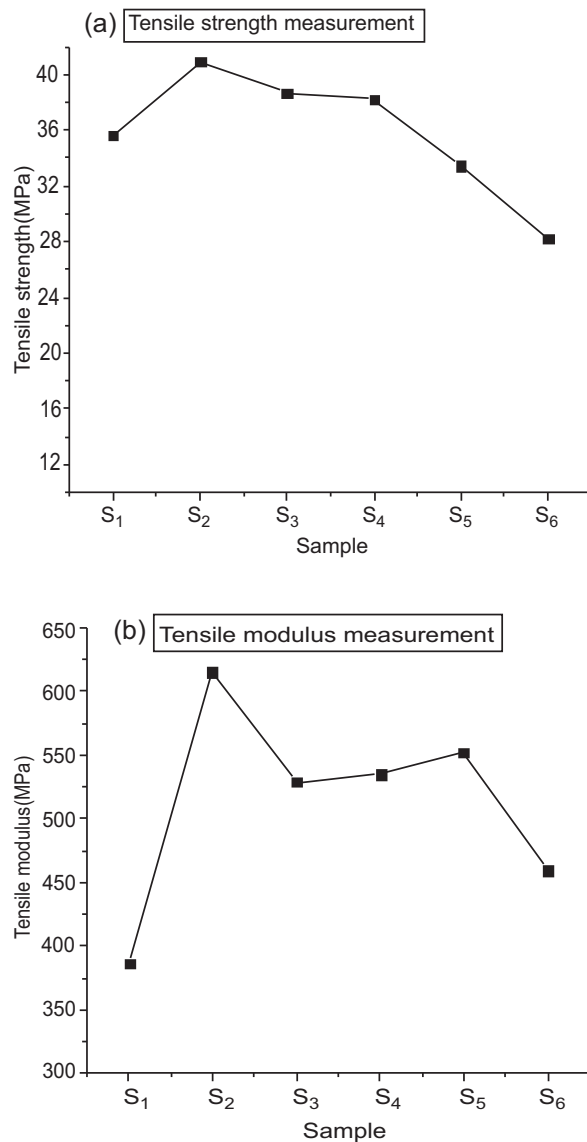 (a) Tensile strength measurement
Tensile strength(MPa)
40
36
32
28
24
20
16
12
S1 S2 S3 S4 S5 S6
Sample
(b) Tensile modulus measurement
Tensile modulus(MPa)
650
600
550
500
450
400
350
300
S1 S2 S3 S4 S5 S6
Sample